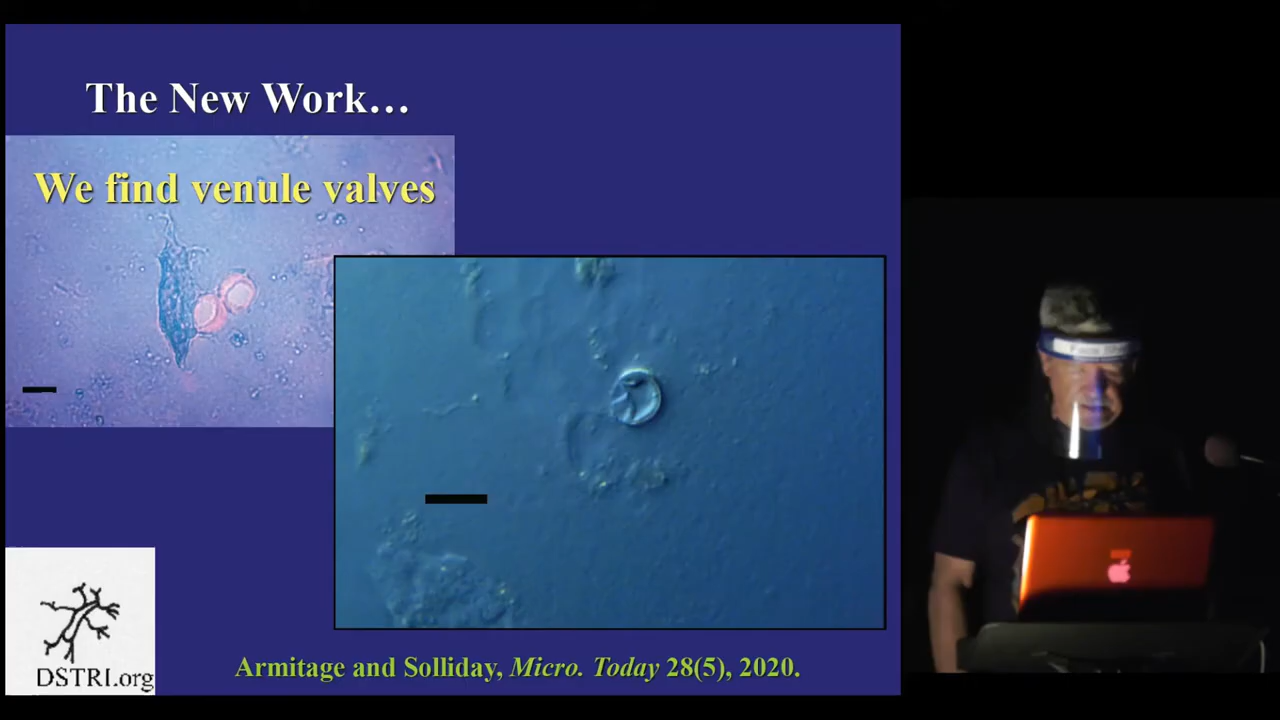 The New Work…
We find venule valves
DSTRI.org
Armitage and Solliday, Micro. Today 28(5), 2020.